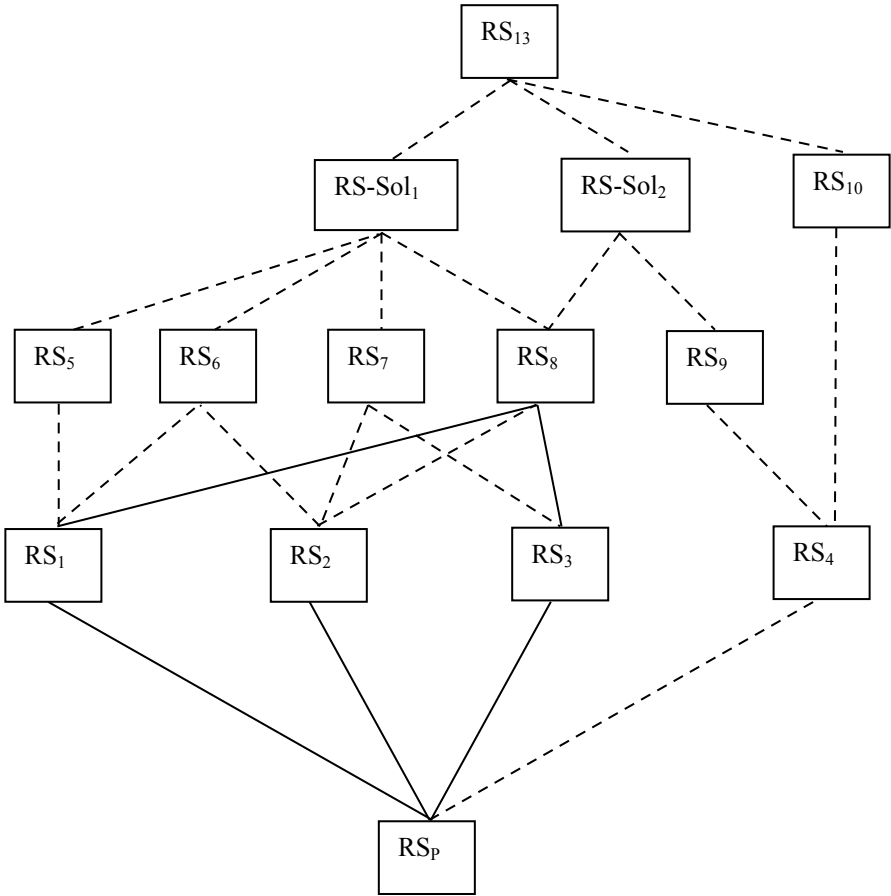 RS₁₃
RS-Sol₁
RS-Sol₂
RS₁₀
RS₅
RS₆
RS₇
RS₈
RS₉
RS₁
RS₂
RS₃
RS₄
RSP